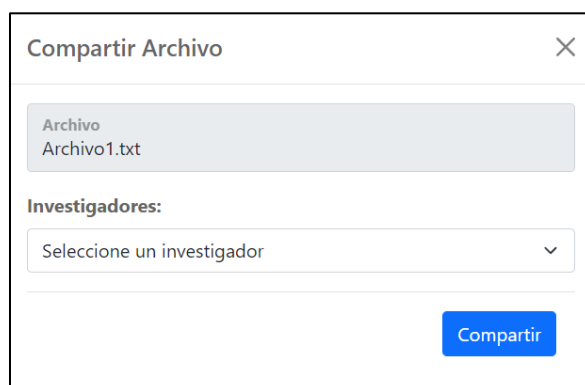 Compartir Archivo
Archivo
Archivo1.txt
Investigadores:
Seleccione un investigador
Compartir